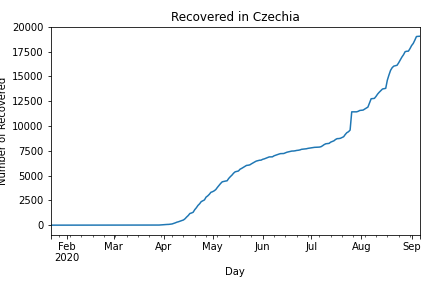 Recovered in Czechia
20000
17500
15000
12500
10000
7500
5000
2500
0
Number of Recovered
Feb Mar Apr May Jun Jul Aug Sep
2020
Day